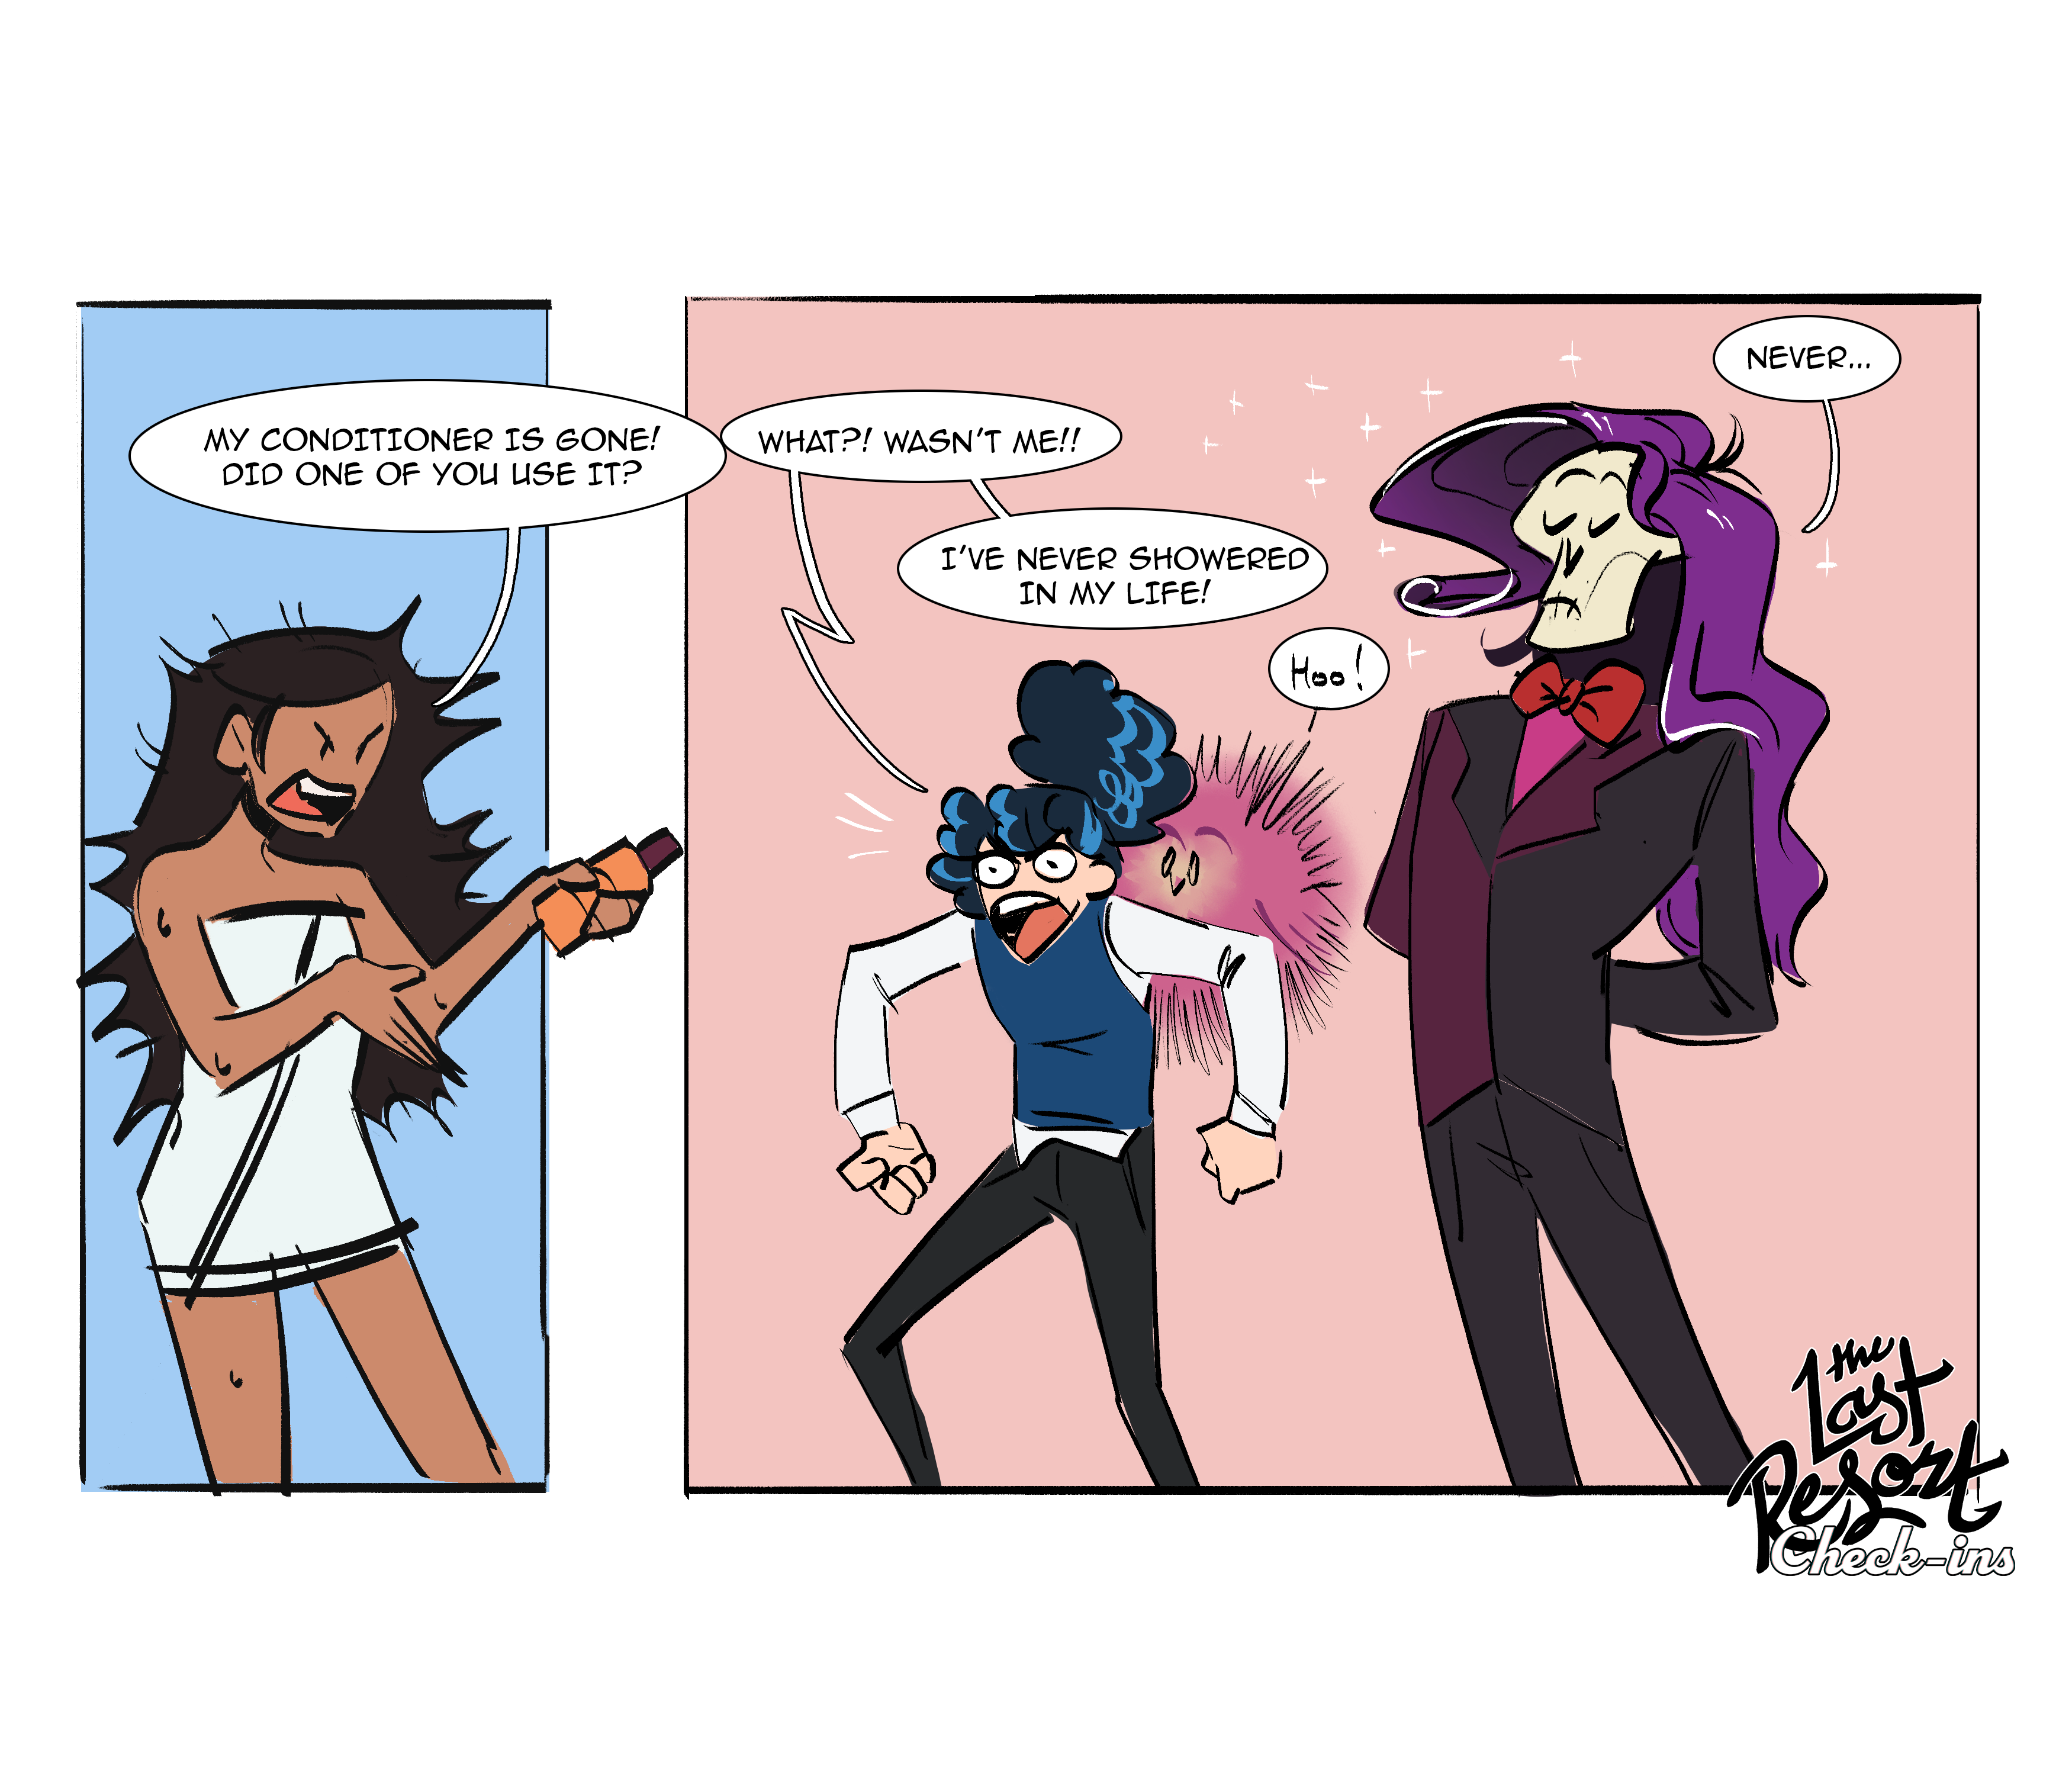 MY CONDITIONER IS GONE!
DID ONE OF YOU USE IT?
WHAT?! WASN'T ME!!
I'VE NEVER SHOWERED
IN MY LIFE!
Hoo!
NEVER...
the
Last
Resort
Check-ins